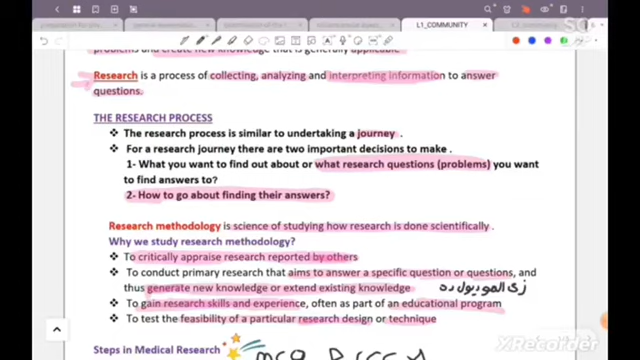 L1_COMMUNITY
problems and create new knowledge that is generally applicable
Research is a process of collecting, analyzing and interpreting information to answer
questions.
THE RESEARCH PROCESS
❖ The research process is similar to undertaking a journey .
❖ For a research journey there are two important decisions to make .
1- What you want to find out about or what research questions (problems) you want
to find answers to?
2- How to go about finding their answers?
Research methodology is science of studying how research is done scientifically .
Why we study research methodology?
❖ To critically appraise research reported by others
❖ To conduct primary research that aims to answer a specific question or questions, and
thus generate new knowledge or extend existing knowledge زى الموديول ده
❖ To gain research skills and experience, often as part of an educational program
❖ To test the feasibility of a particular research design or technique
Steps in Medical Research
XRecorder